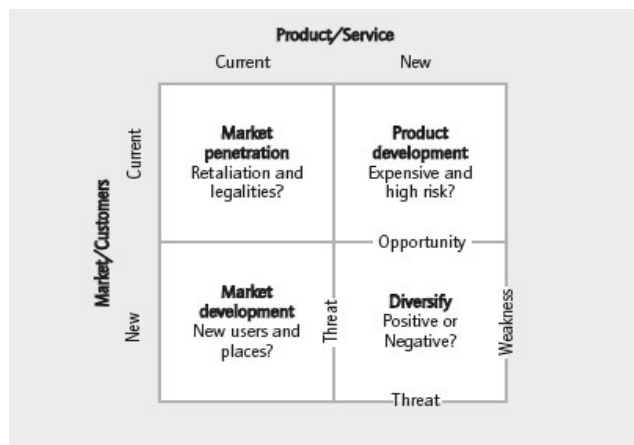 Product/Service
Current
New
Market/Customers
Current
New
Market
penetration
Retaliation and
legalities?
Product
development
Expensive and
high risk?
Opportunity
Market
development
New users and
places?
Threat
Diversify
Positive or
Negative?
Weakness
Threat